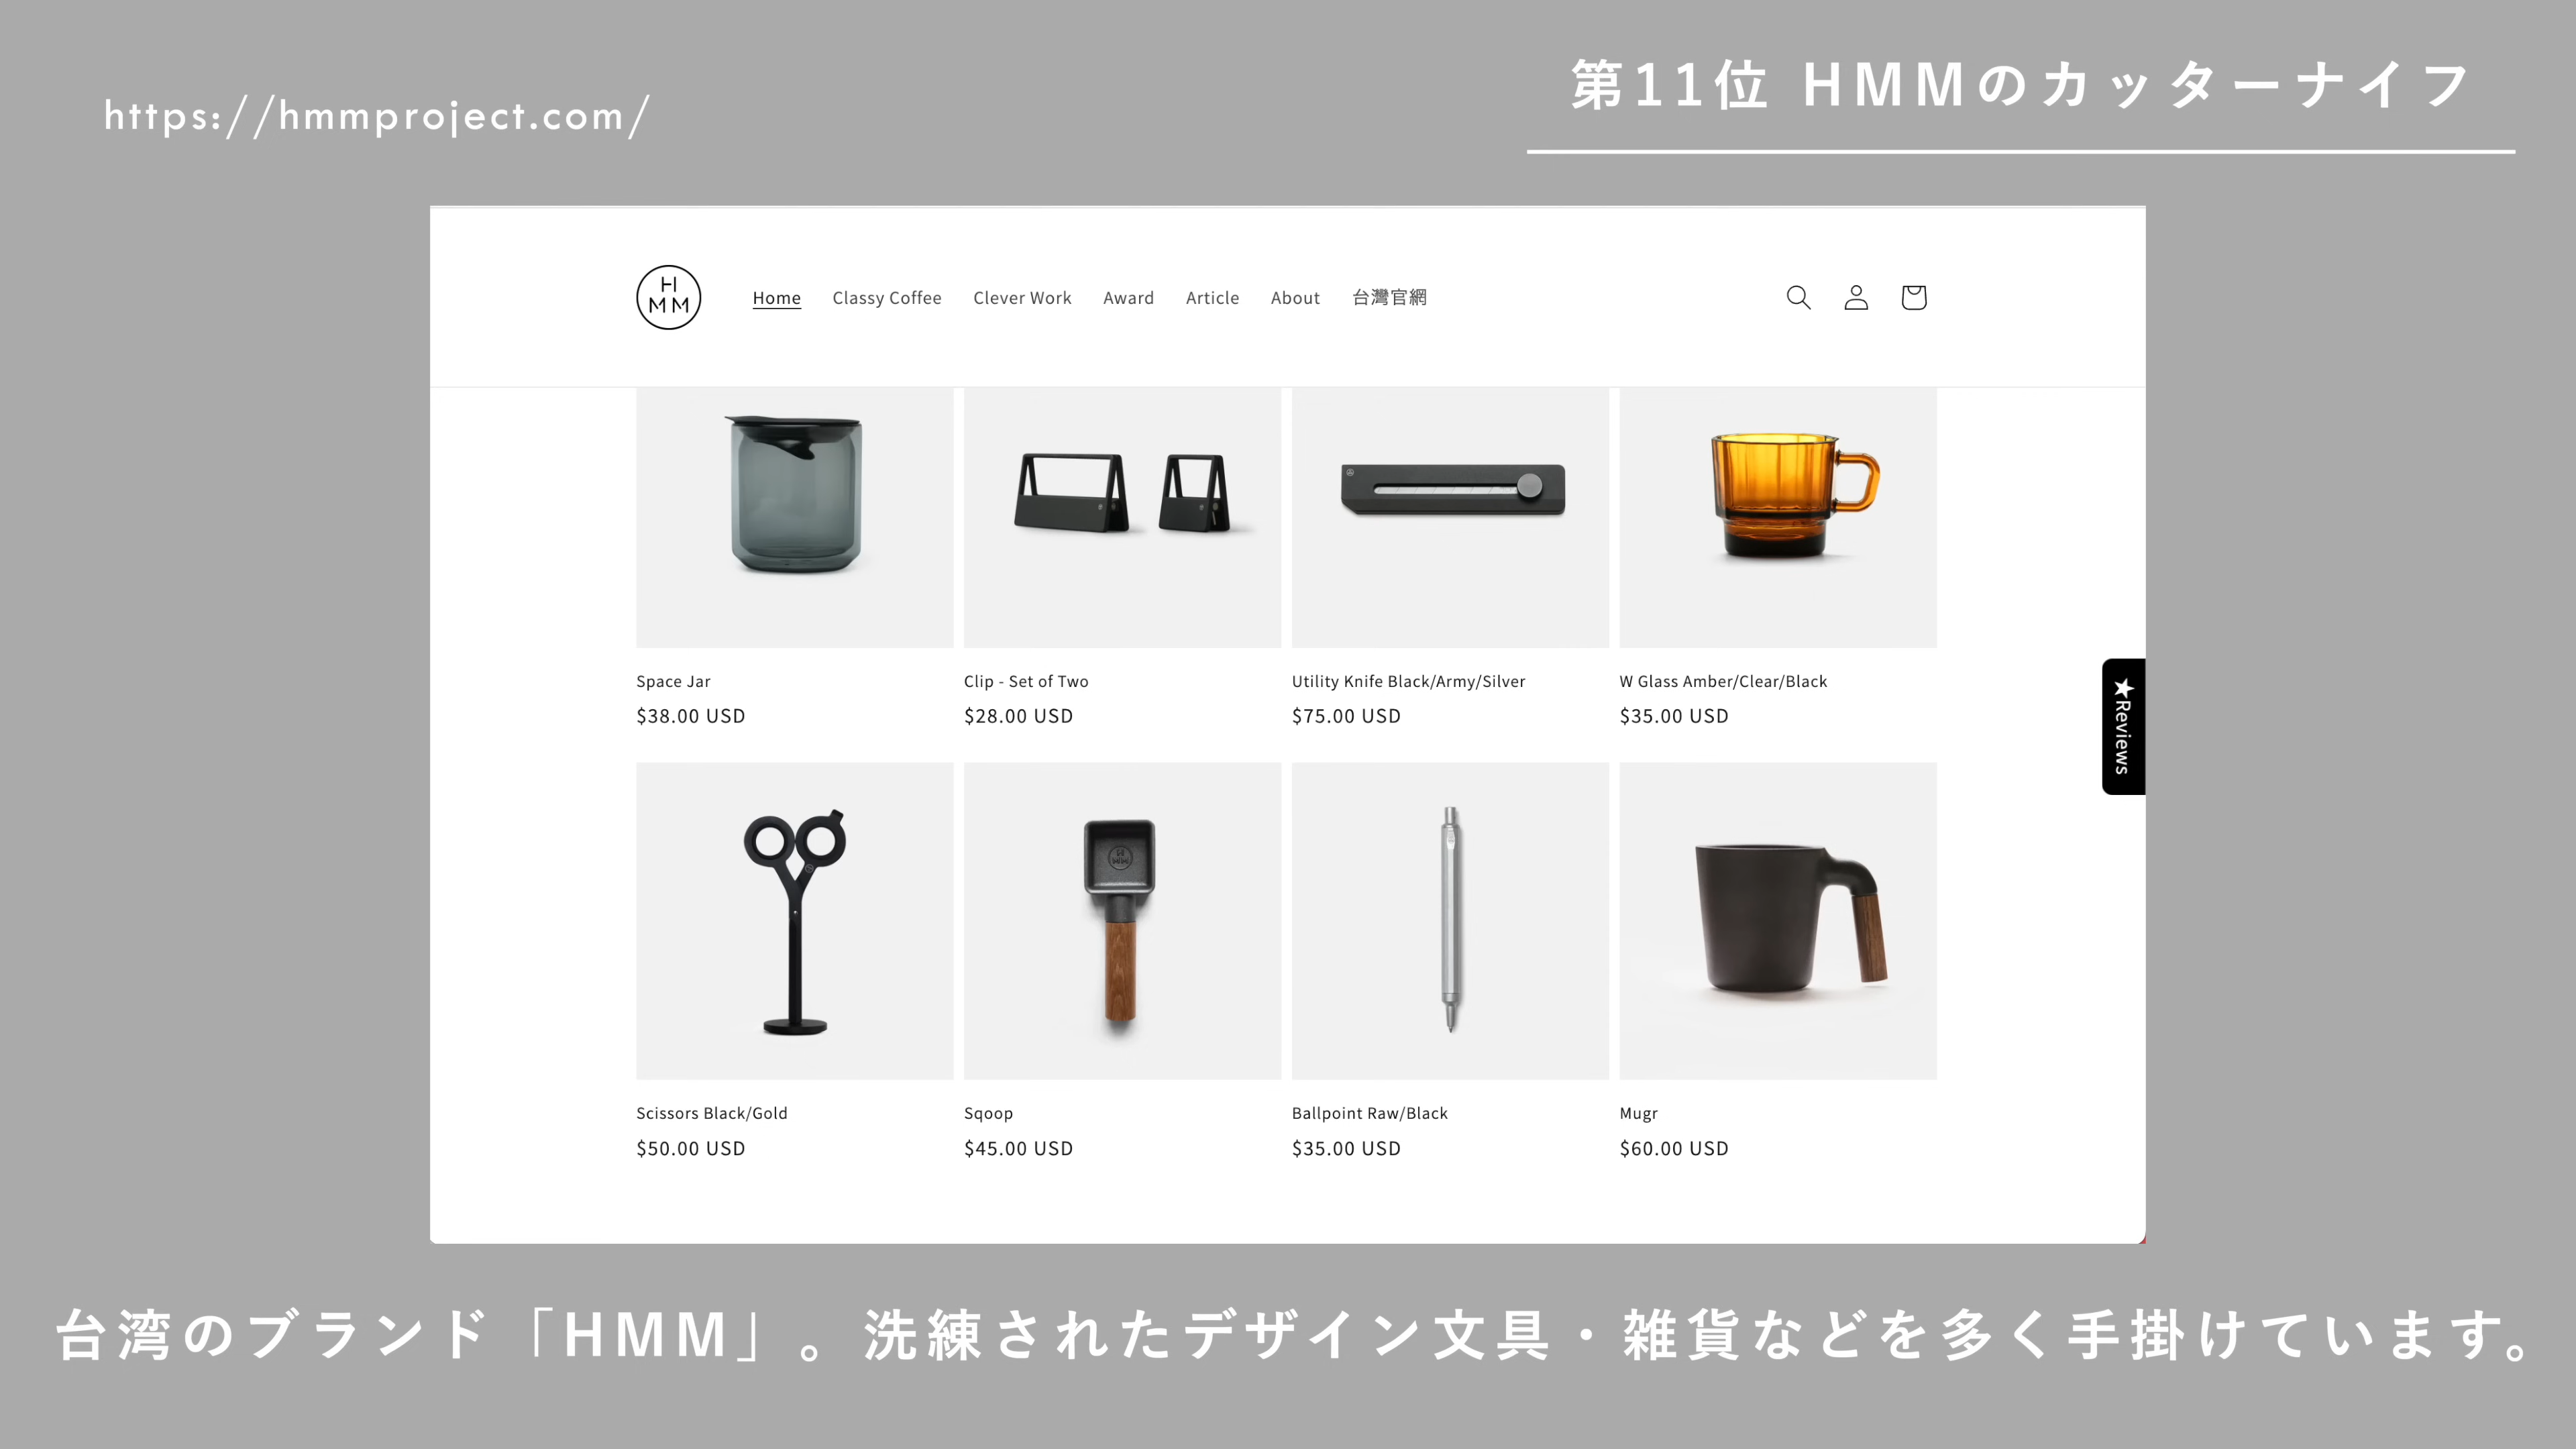 https://hmmproject.com/
第11位 HMMのカッターナイフ
H
MM
Home Classy Coffee Clever Work Award Article About 台灣官網
Space Jar
$38.00 USD
Clip - Set of Two
$28.00 USD
Utility Knife Black/Army/Silver
$75.00 USD
W Glass Amber/Clear/Black
$35.00 USD
★Reviews
H
MM
Scissors Black/Gold
$50.00 USD
Sqoop
$45.00 USD
Ballpoint Raw/Black
$35.00 USD
Mugr
$60.00 USD
台湾のブランド「HMM」。洗練されたデザイン文具・雑貨などを多く手掛けています。